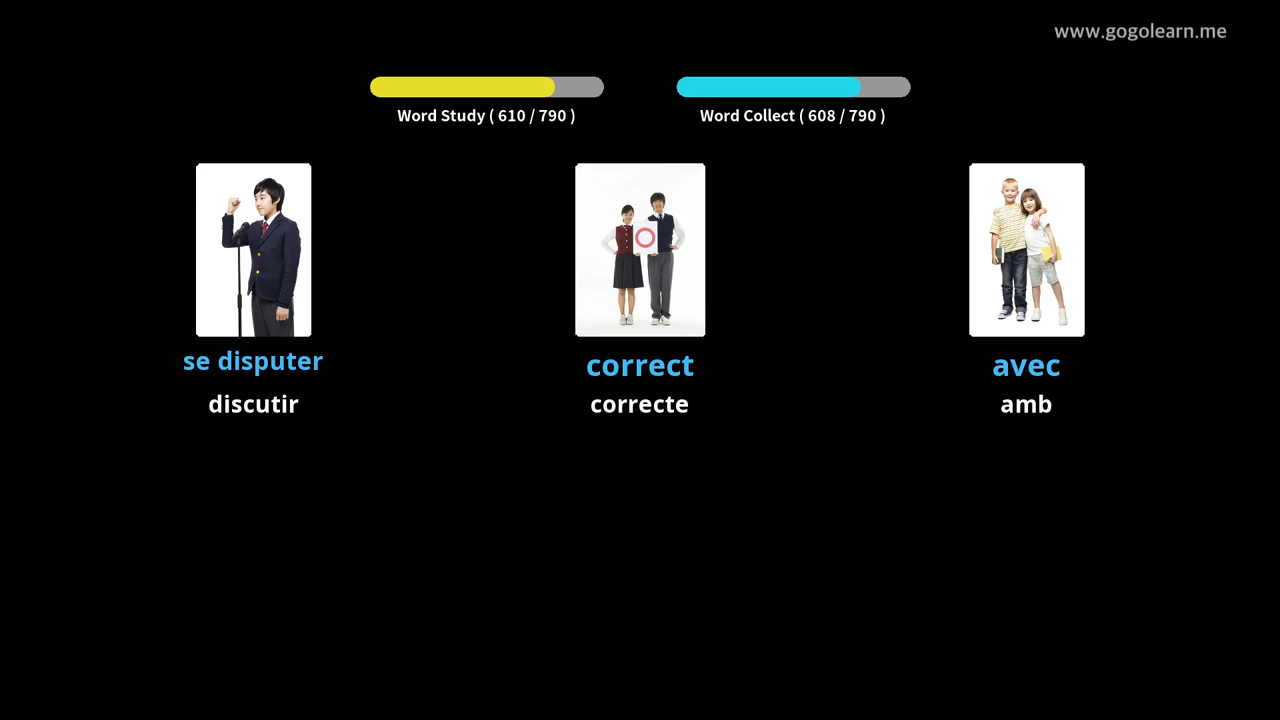 www.gogolearn.me
Word Study ( 610 / 790 )
Word Collect ( 608 / 790 )
se disputer
correct
avec
discutir
correcte
amb